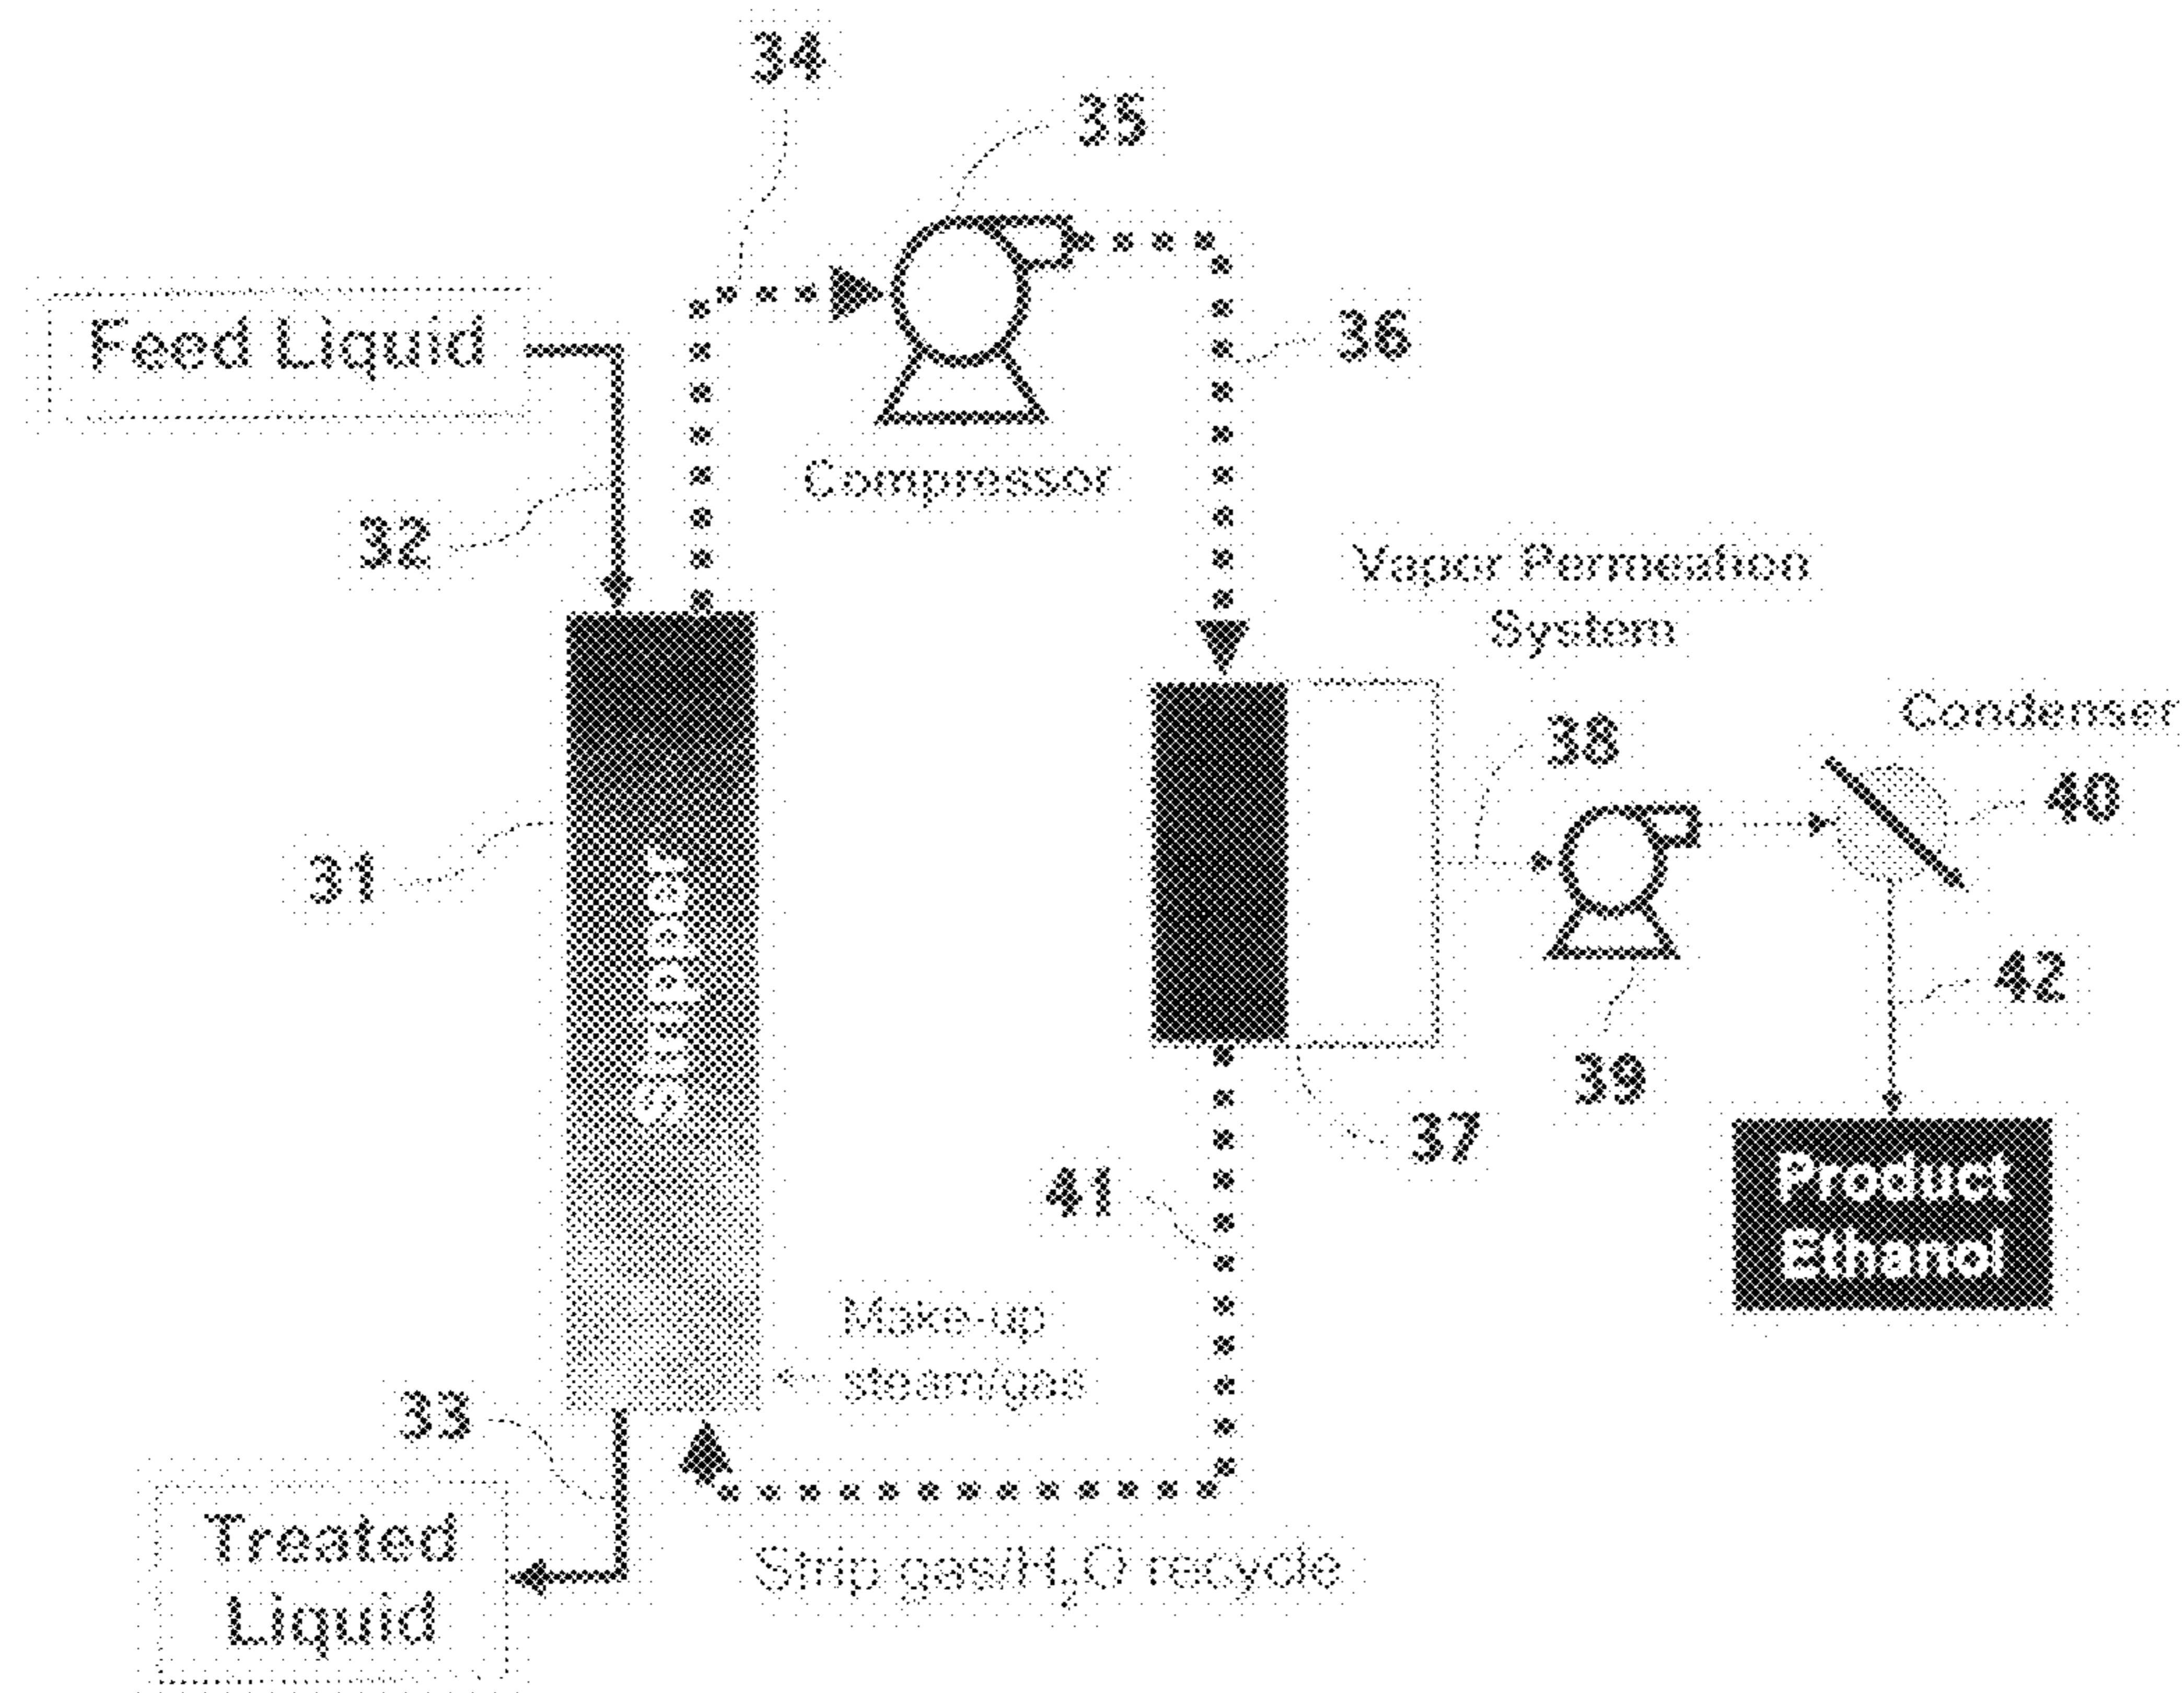 34
35
Feed Liquid
36
Compressor
32
Vapor Permeation
System
Condenser
38
40
31
Stripper
42
39
37
41
Product
Ethanol
Make-up
steam/gas
33
Treated
Liquid
Strip gas/H₂O recycle